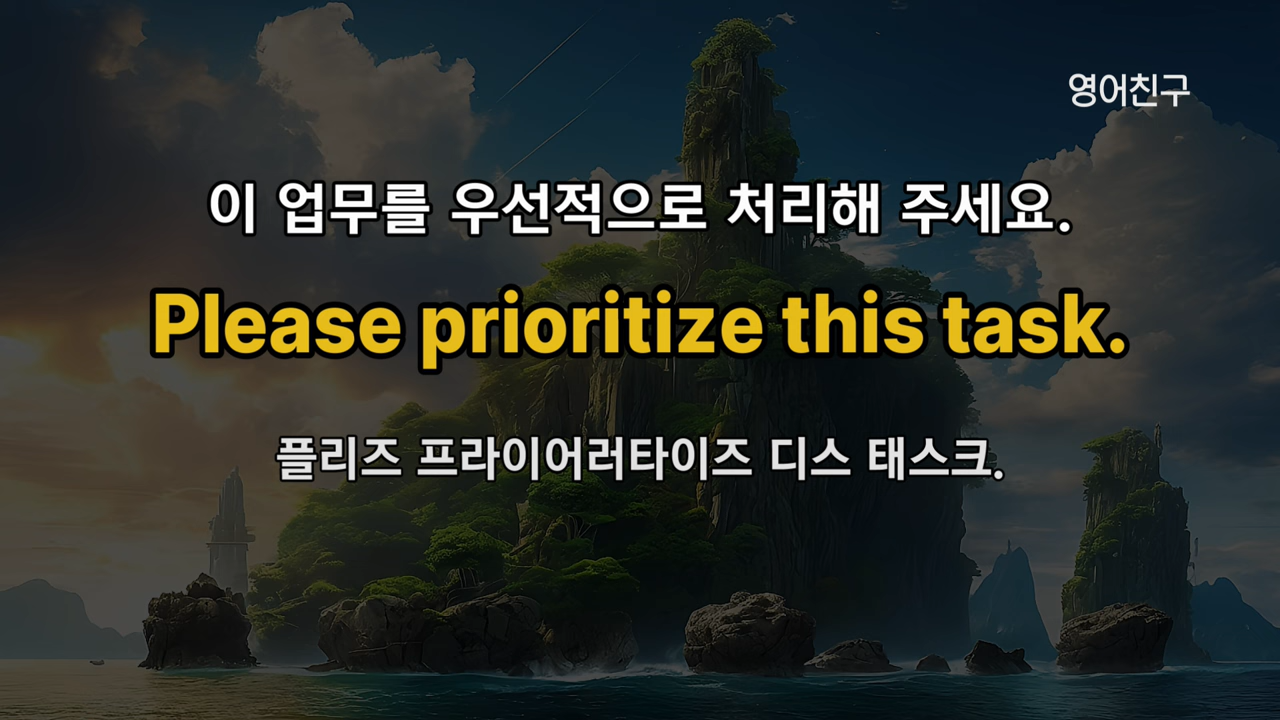 영어친구
이 업무를 우선적으로 처리해 주세요.
Please prioritize this task.
플리즈 프라이어러타이즈 디스 태스크.